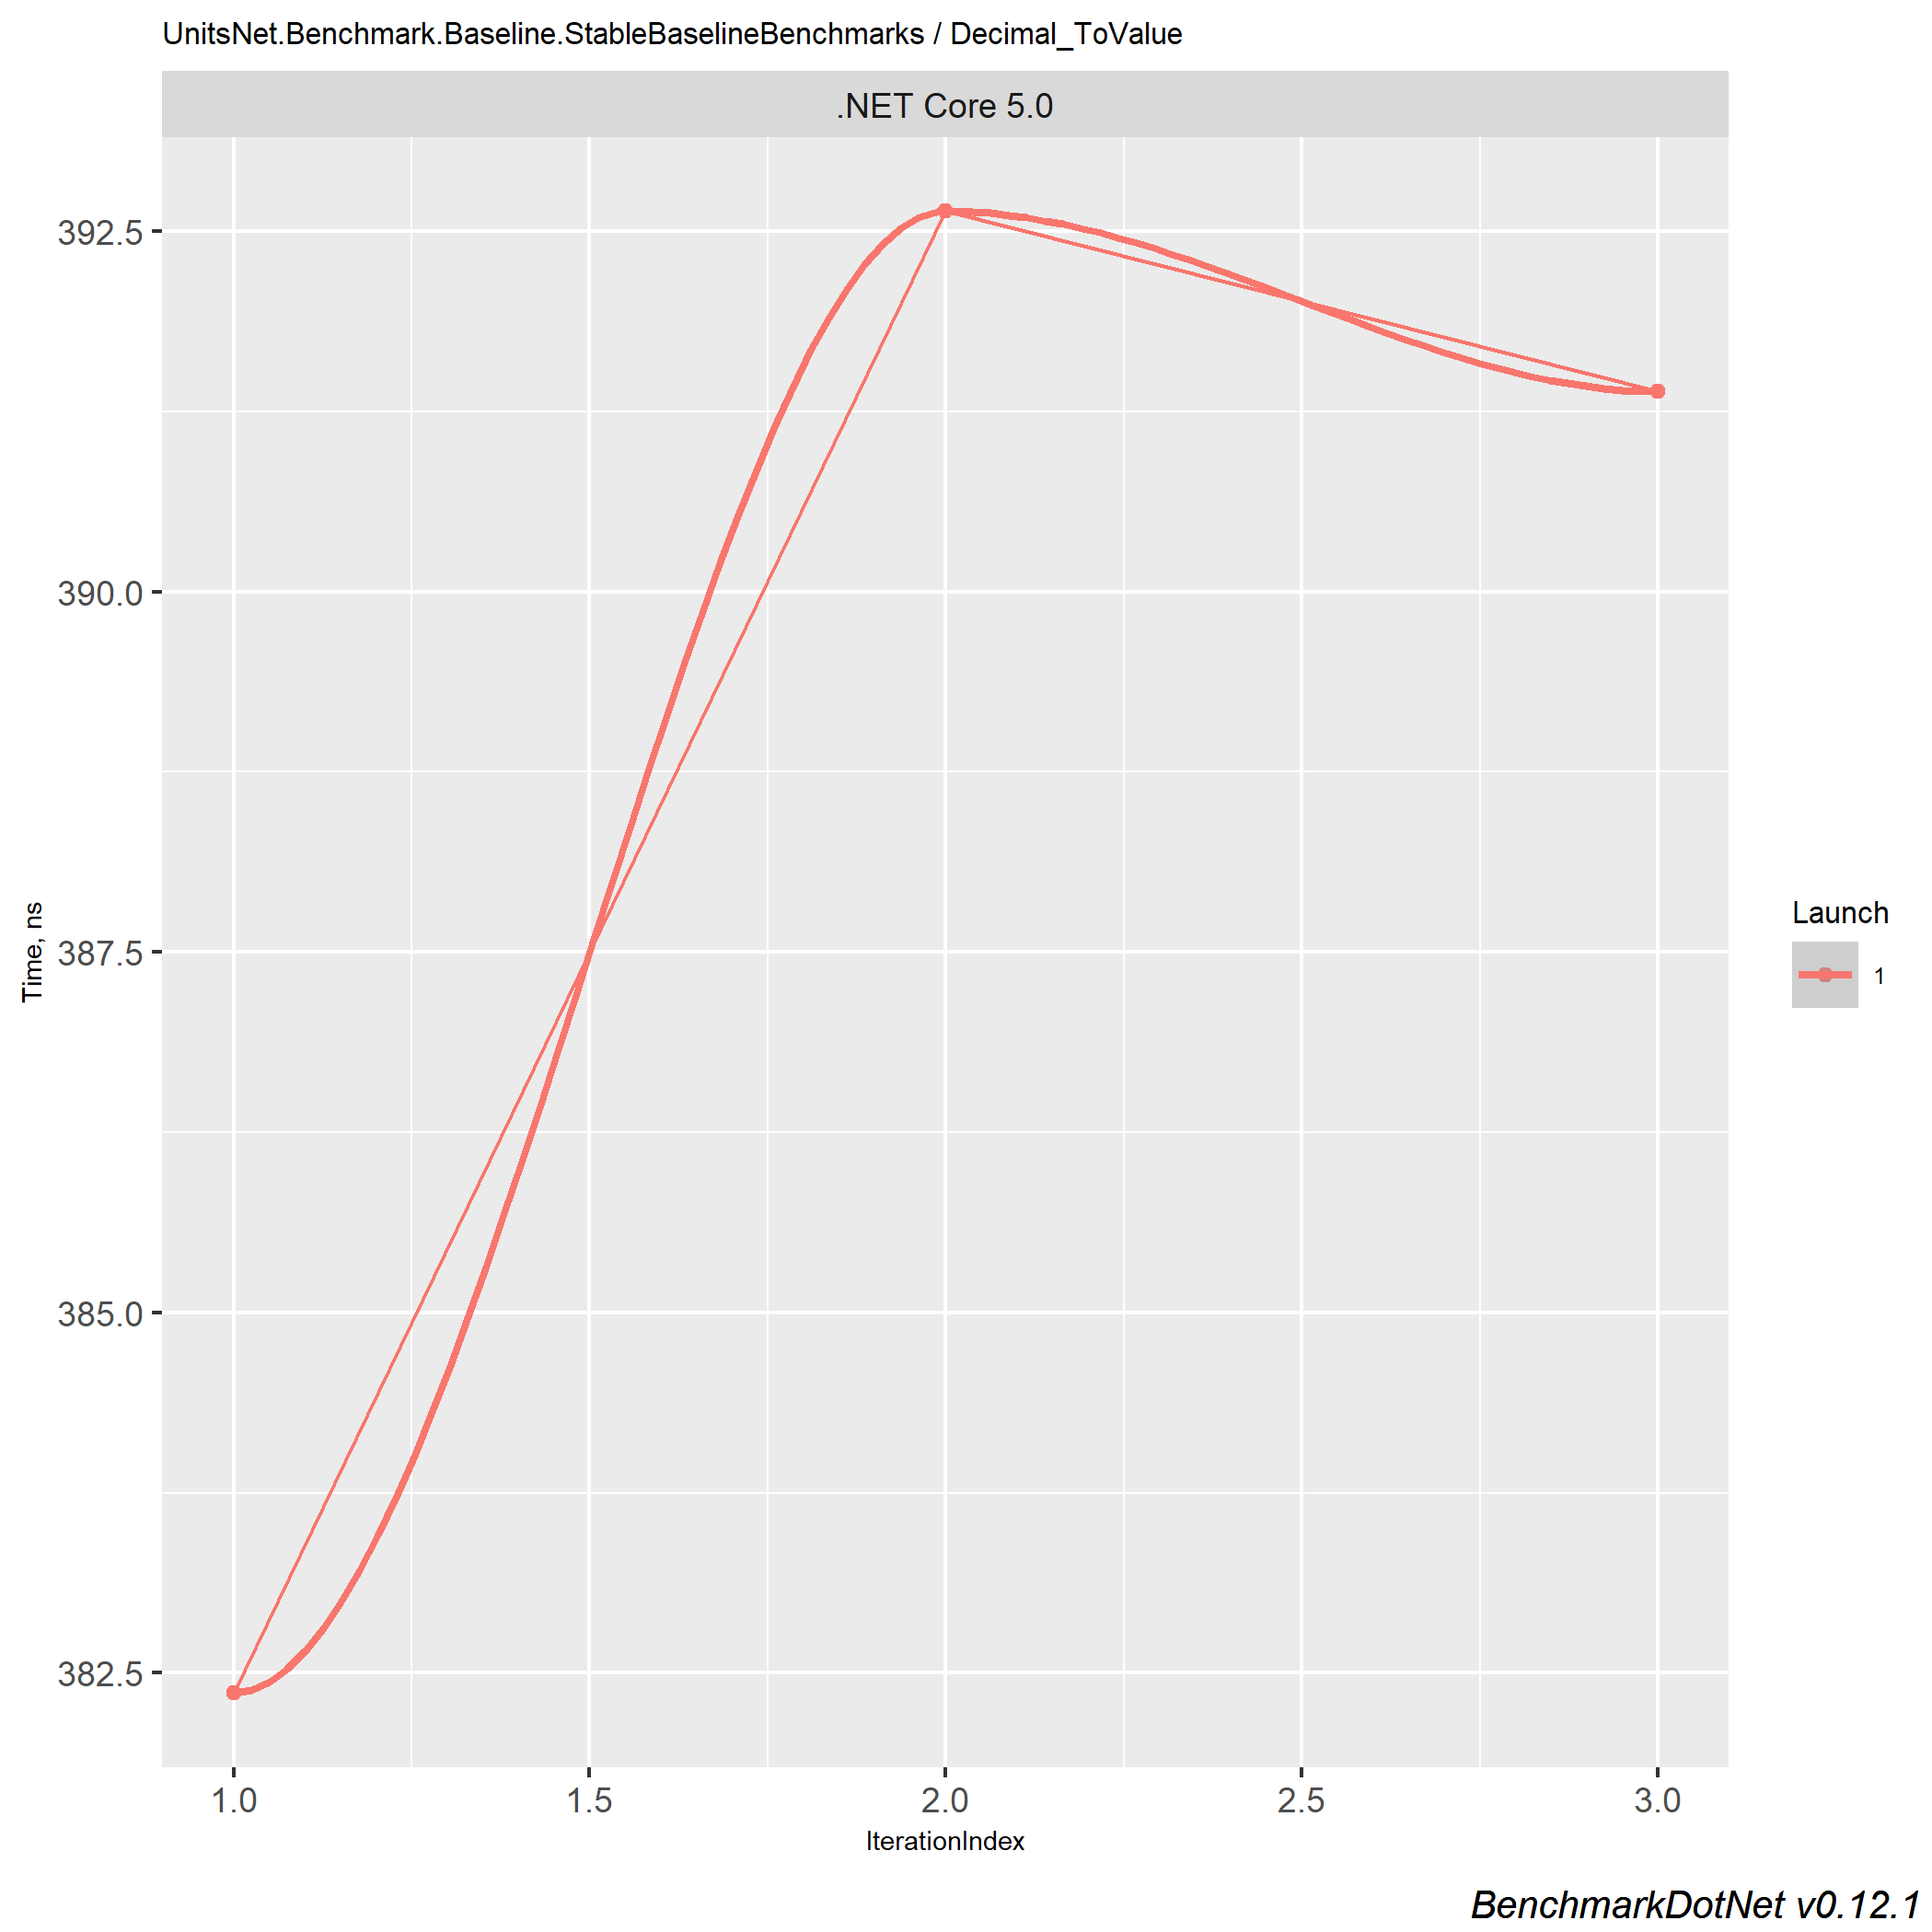 UnitsNet.Benchmark.Baseline.StableBaselineBenchmarks / Decimal_ToValue
.NET Core 5.0
392.5
390.0
387.5
385.0
382.5
Time, ns
1.0 1.5 2.0 2.5 3.0
IterationIndex
Launch
1
BenchmarkDotNet v0.12.1